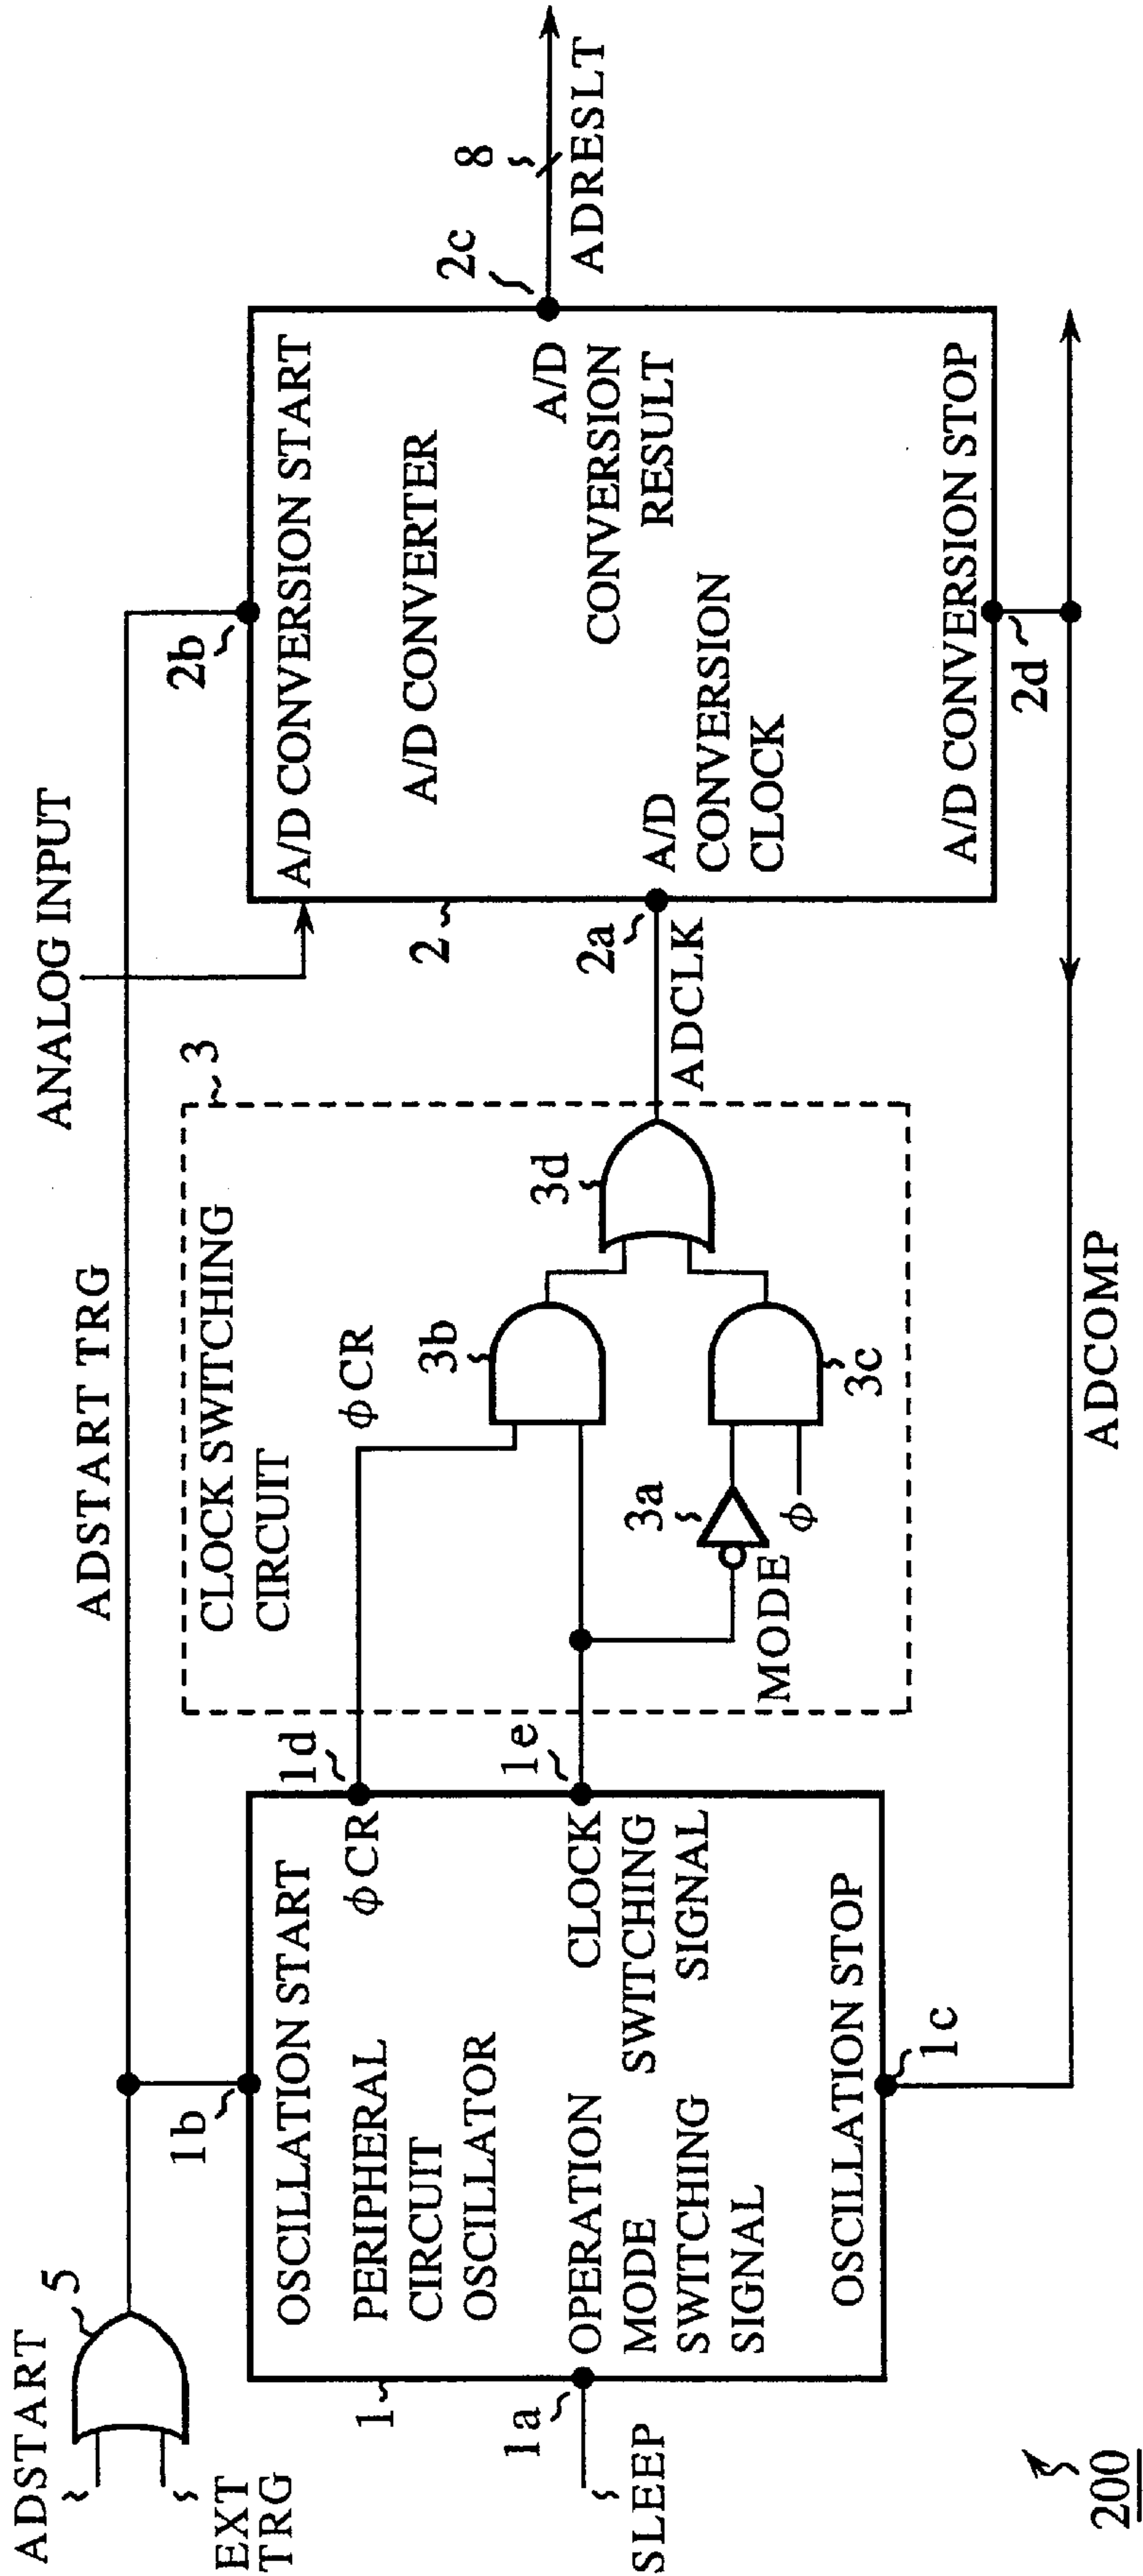 ADSTART
EXT
TRG
5
ADSTART TRG
ANALOG INPUT
SLEEP
1
1a
1b
1c
1d
1e
OSCILLATION START
PERIPHERAL
CIRCUIT
OSCILLATOR
φCR
OPERATION
MODE
SWITCHING
SIGNAL
CLOCK
SWITCHING
SIGNAL
OSCILLATION STOP
CLOCK SWITCHING
CIRCUIT
3
φCR
MODE
3a
φ
3b
3c
3d
ADCLK
2
2a
2b
2c
2d
A/D CONVERSION START
A/D CONVERTER
A/D
CONVERSION
CLOCK
A/D
CONVERSION
RESULT
A/D CONVERSION STOP
8
ADRESLT
ADCOMP
200